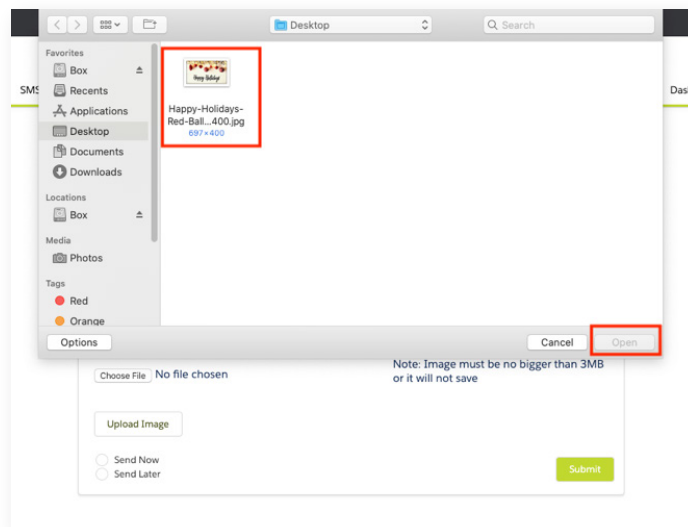 Desktop
Search
Favorites
Box
Recents
Applications
Desktop
Documents
Downloads
Locations
Box
Media
Photos
Tags
Red
Orange
Happy Holidays
Happy-Holidays-
Red-Ball...400.jpg
697×400
Options
Cancel
Open
SMS
Das
Choose File No file chosen
Note: Image must be no bigger than 3MB
or it will not save
Upload Image
Send Now
Send Later
Submit